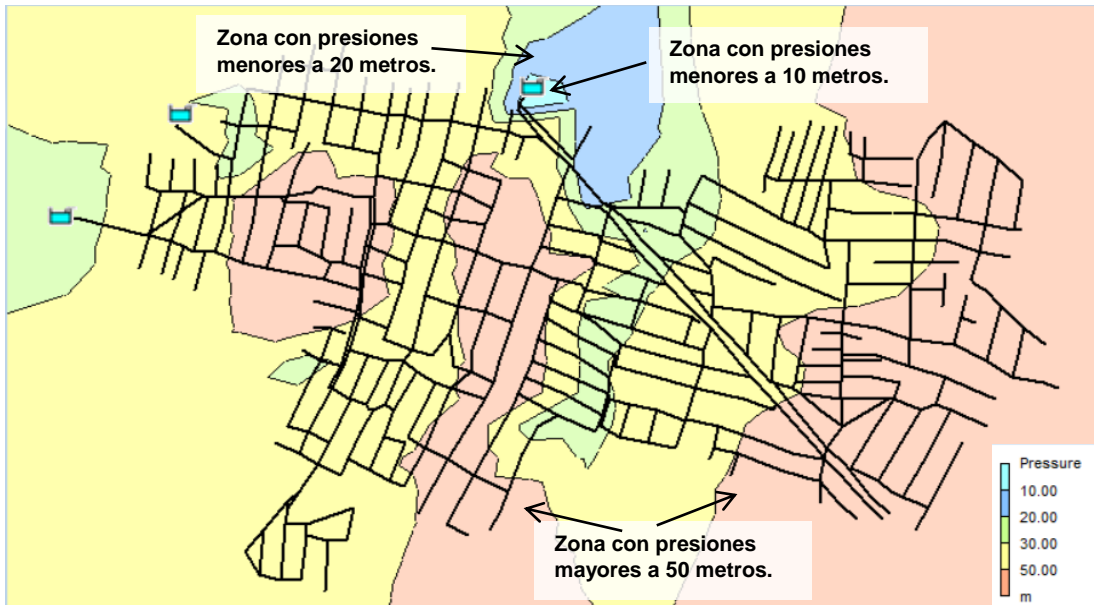 Zona con presiones
menores a 20 metros.
Zona con presiones
menores a 10 metros.
Zona con presiones
mayores a 50 metros.
Pressure
10.00
20.00
30.00
50.00
m